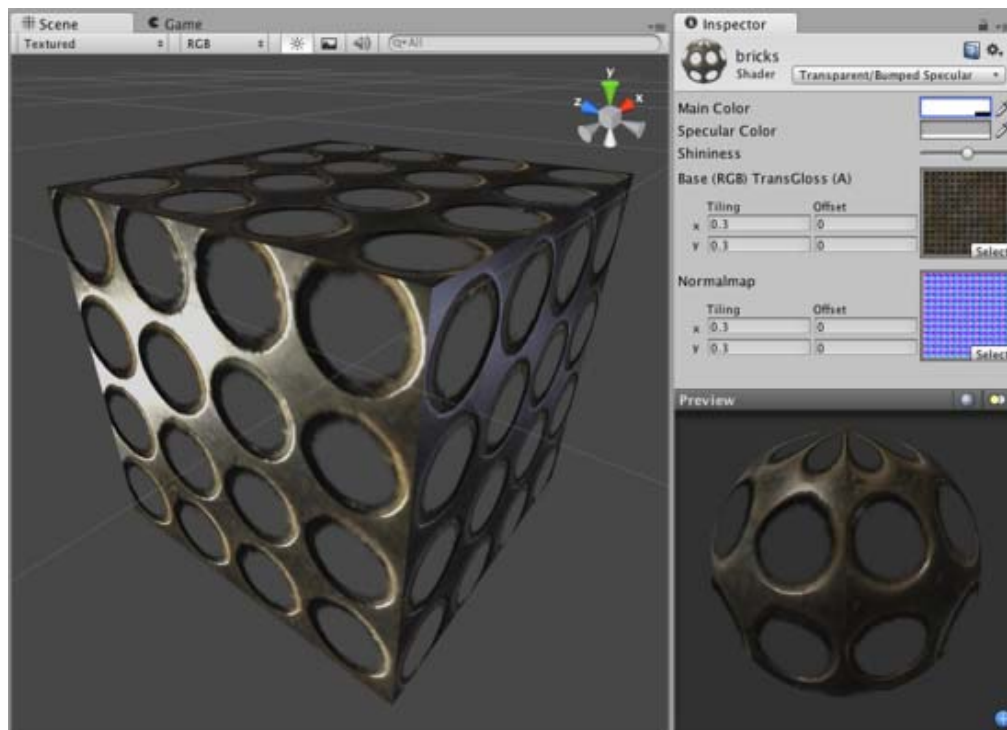 Scene
Game
Textured
RGB
All
y
z
x
Inspector
bricks
Shader
Transparent/Bumped Specular
Main Color
Specular Color
Shininess
Base (RGB) TransGloss (A)
Tiling Offset
x 0.3 0
y 0.3 0
Select
Normalmap
Tiling Offset
x 0.3 0
y 0.3 0
Select
Preview